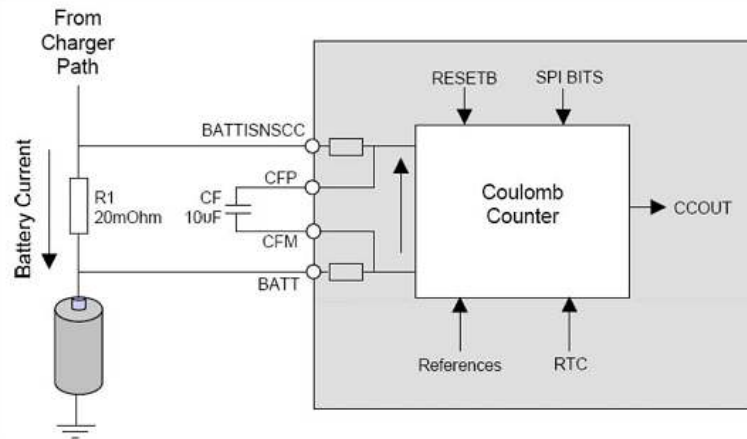 From
Charger
Path
RESETB
SPI BITS
BATTISNSCC
CFP
Battery Current
R1
20mOhm
CF
10uF
Coulomb
Counter
CCOUT
CFM
BATT
References
RTC